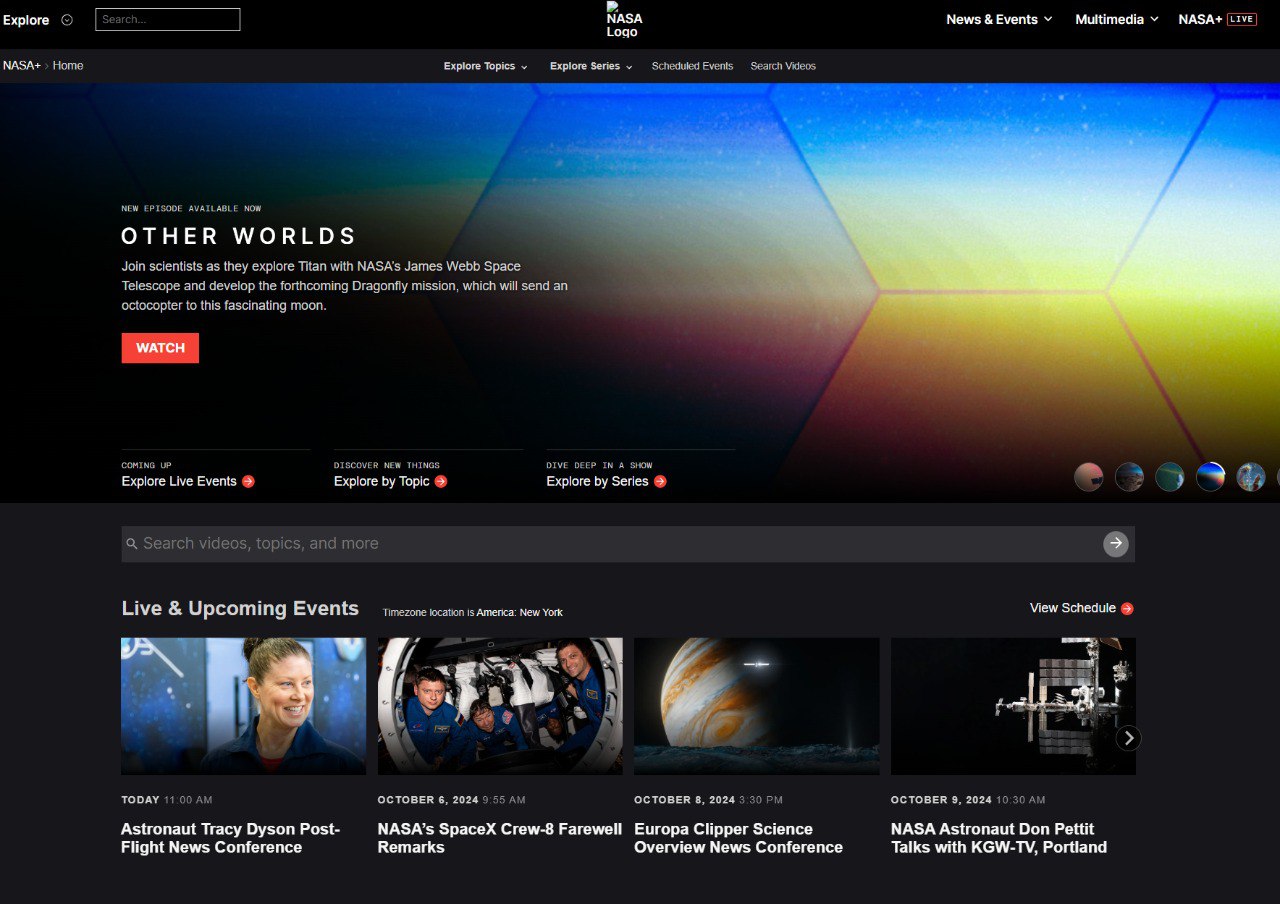 Explore
Search...
NASA
Logo
News & Events
Multimedia
NASA+ LIVE
NASA+ › Home
Explore Topics
Explore Series
Scheduled Events
Search Videos
NEW EPISODE AVAILABLE NOW
OTHER WORLDS
Join scientists as they explore Titan with NASA's James Webb Space
Telescope and develop the forthcoming Dragonfly mission, which will send an
octocopter to this fascinating moon.
WATCH
COMING UP
Explore Live Events
DISCOVER NEW THINGS
Explore by Topic
DIVE DEEP IN A SHOW
Explore by Series
Search videos, topics, and more
Live & Upcoming Events
Timezone location is America: New York
View Schedule
TODAY 11:00 AM
Astronaut Tracy Dyson Post-
Flight News Conference
OCTOBER 6, 2024 9:55 AM
NASA’s SpaceX Crew-8 Farewell
Remarks
OCTOBER 8, 2024 3:30 PM
Europa Clipper Science
Overview News Conference
OCTOBER 9, 2024 10:30 AM
NASA Astronaut Don Pettit
Talks with KGW-TV, Portland